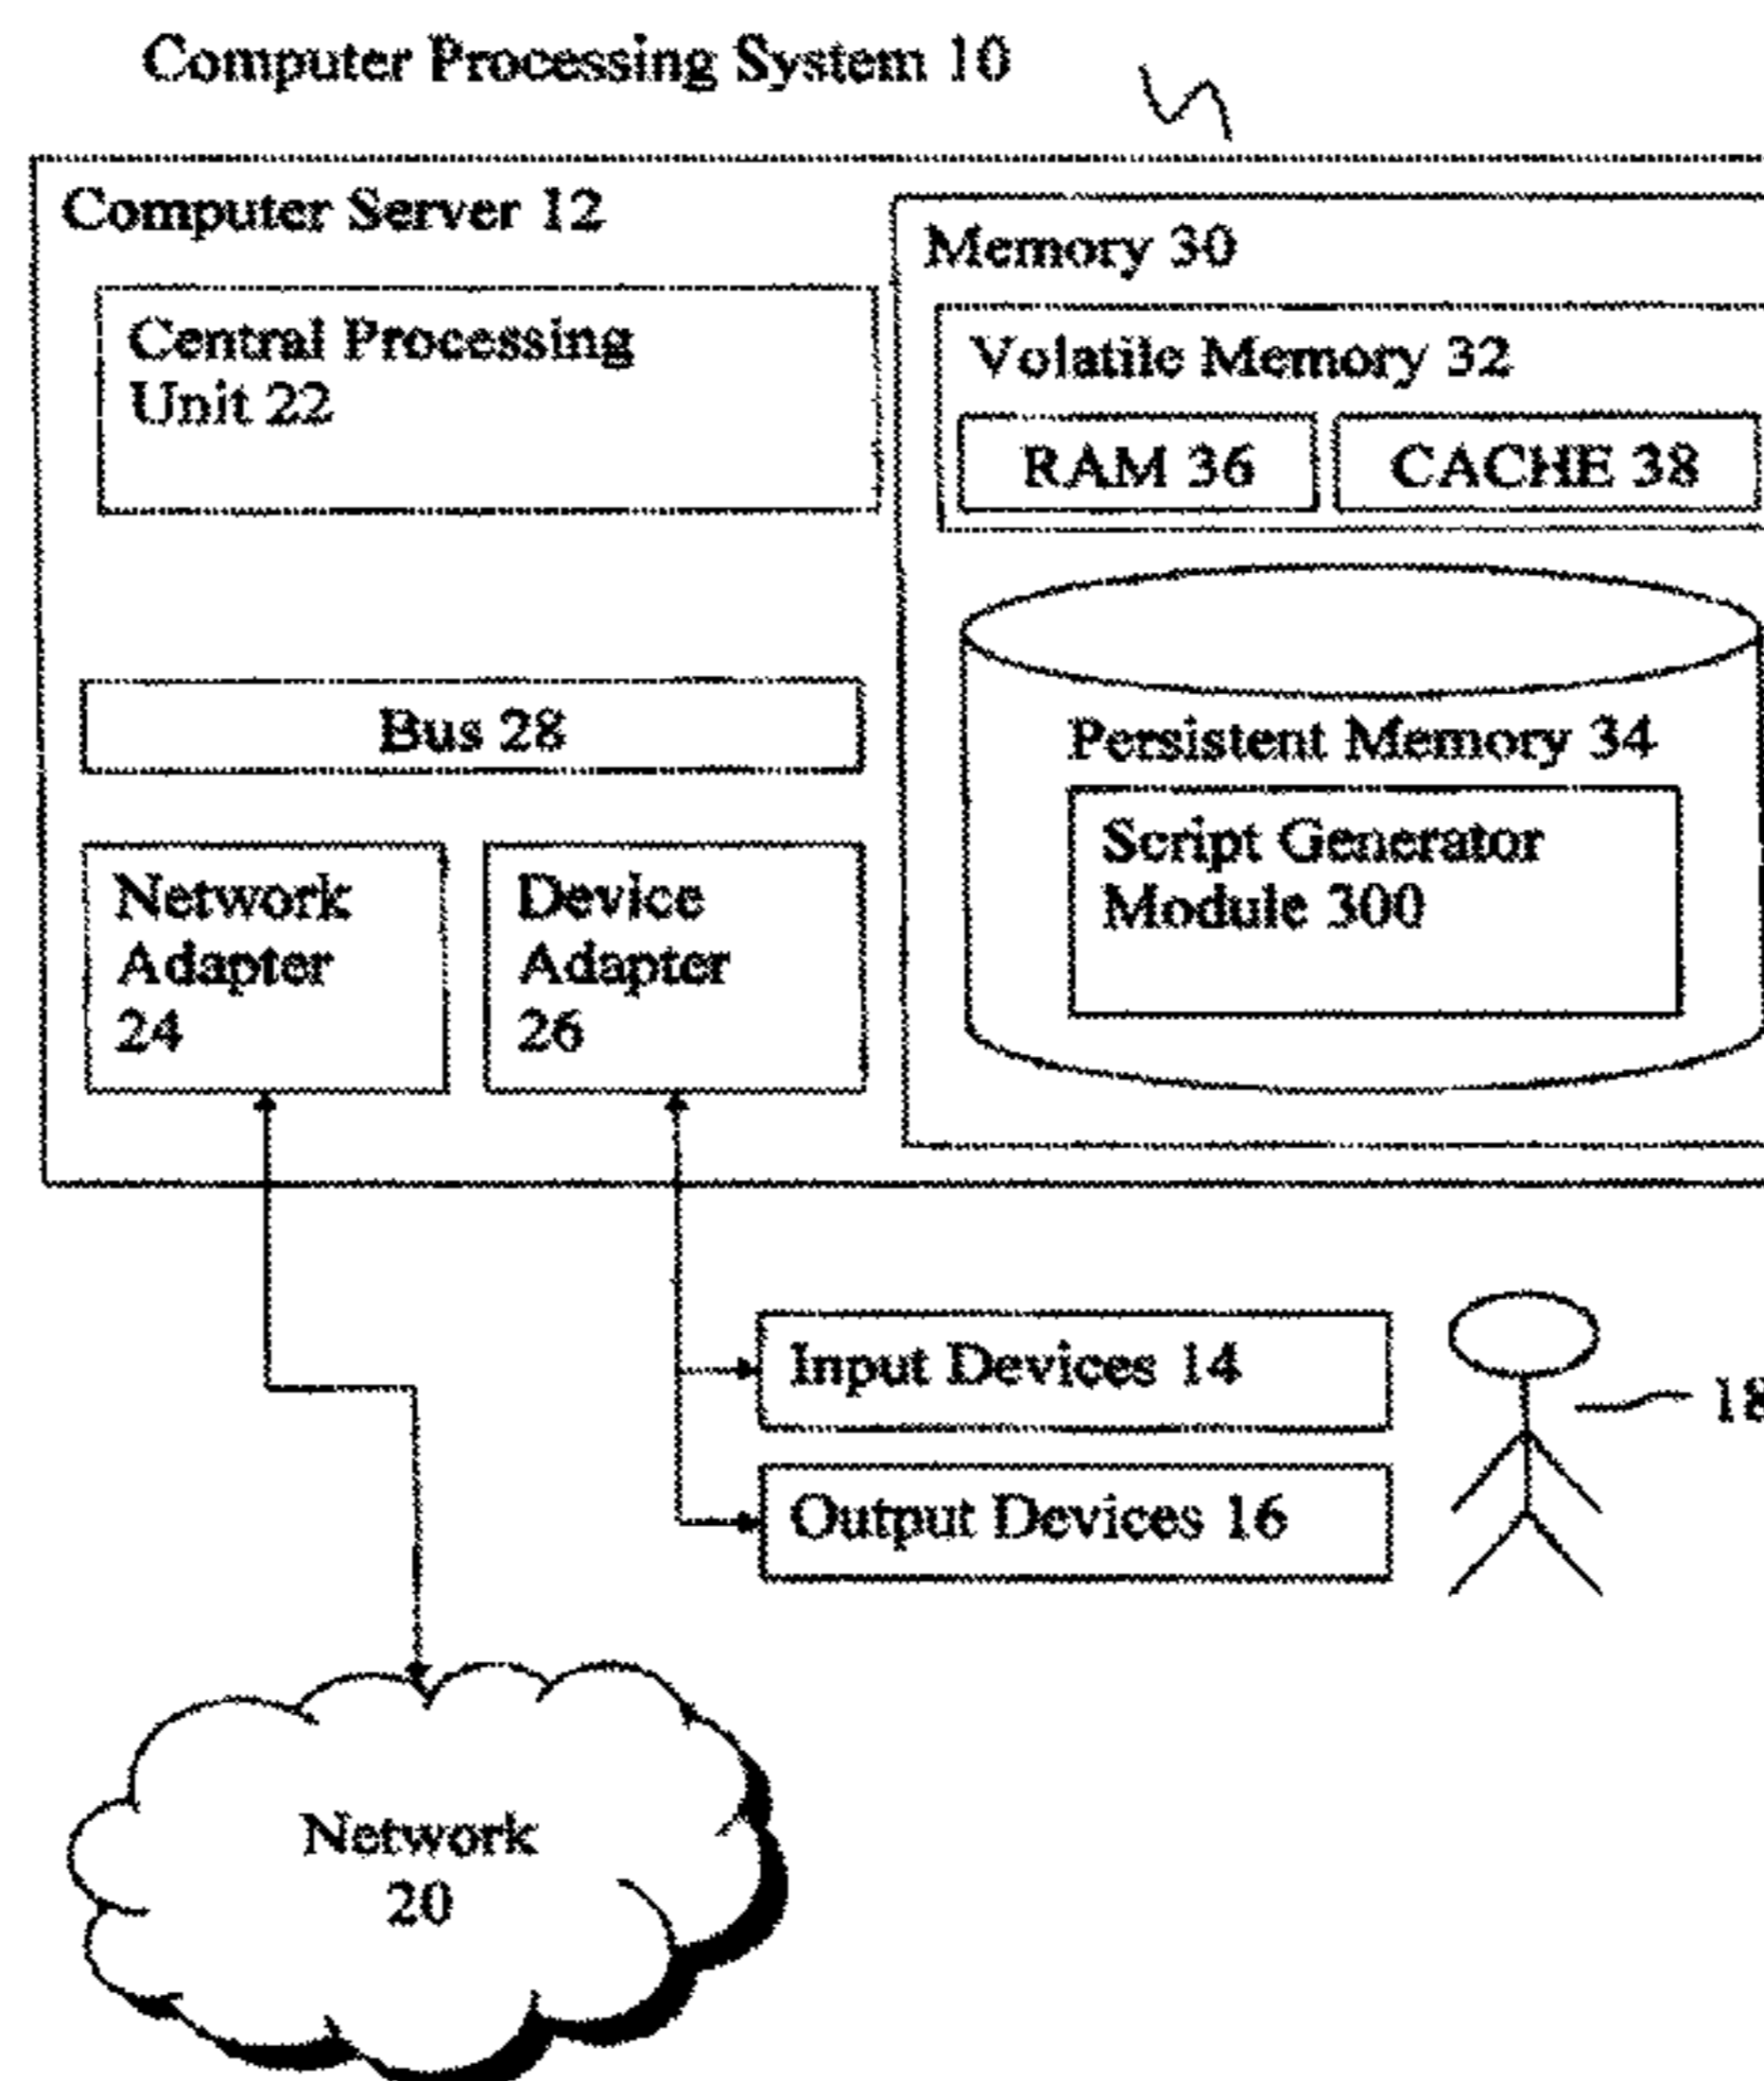 Computer Processing System 10
Computer Server 12
Central Processing
Unit 22
Bus 28
Network
Adapter
24
Device
Adapter
26
Memory 30
Volatile Memory 32
RAM 36
CACHE 38
Persistent Memory 34
Script Generator
Module 300
Input Devices 14
Output Devices 16
18
Network
20